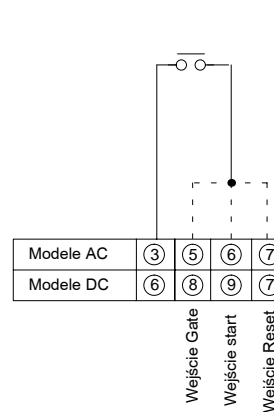 Modele AC 3 5 6 7
Modele DC 6 8 9 7
Wejście Gate
Wejście start
Wejście Reset